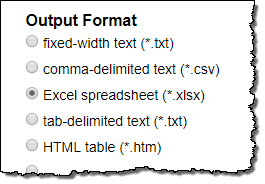 Output Format
fixed-width text (*.txt)
comma-delimited text (*.csv)
Excel spreadsheet (*.xlsx)
tab-delimited text (*.txt)
HTML table (*.htm)